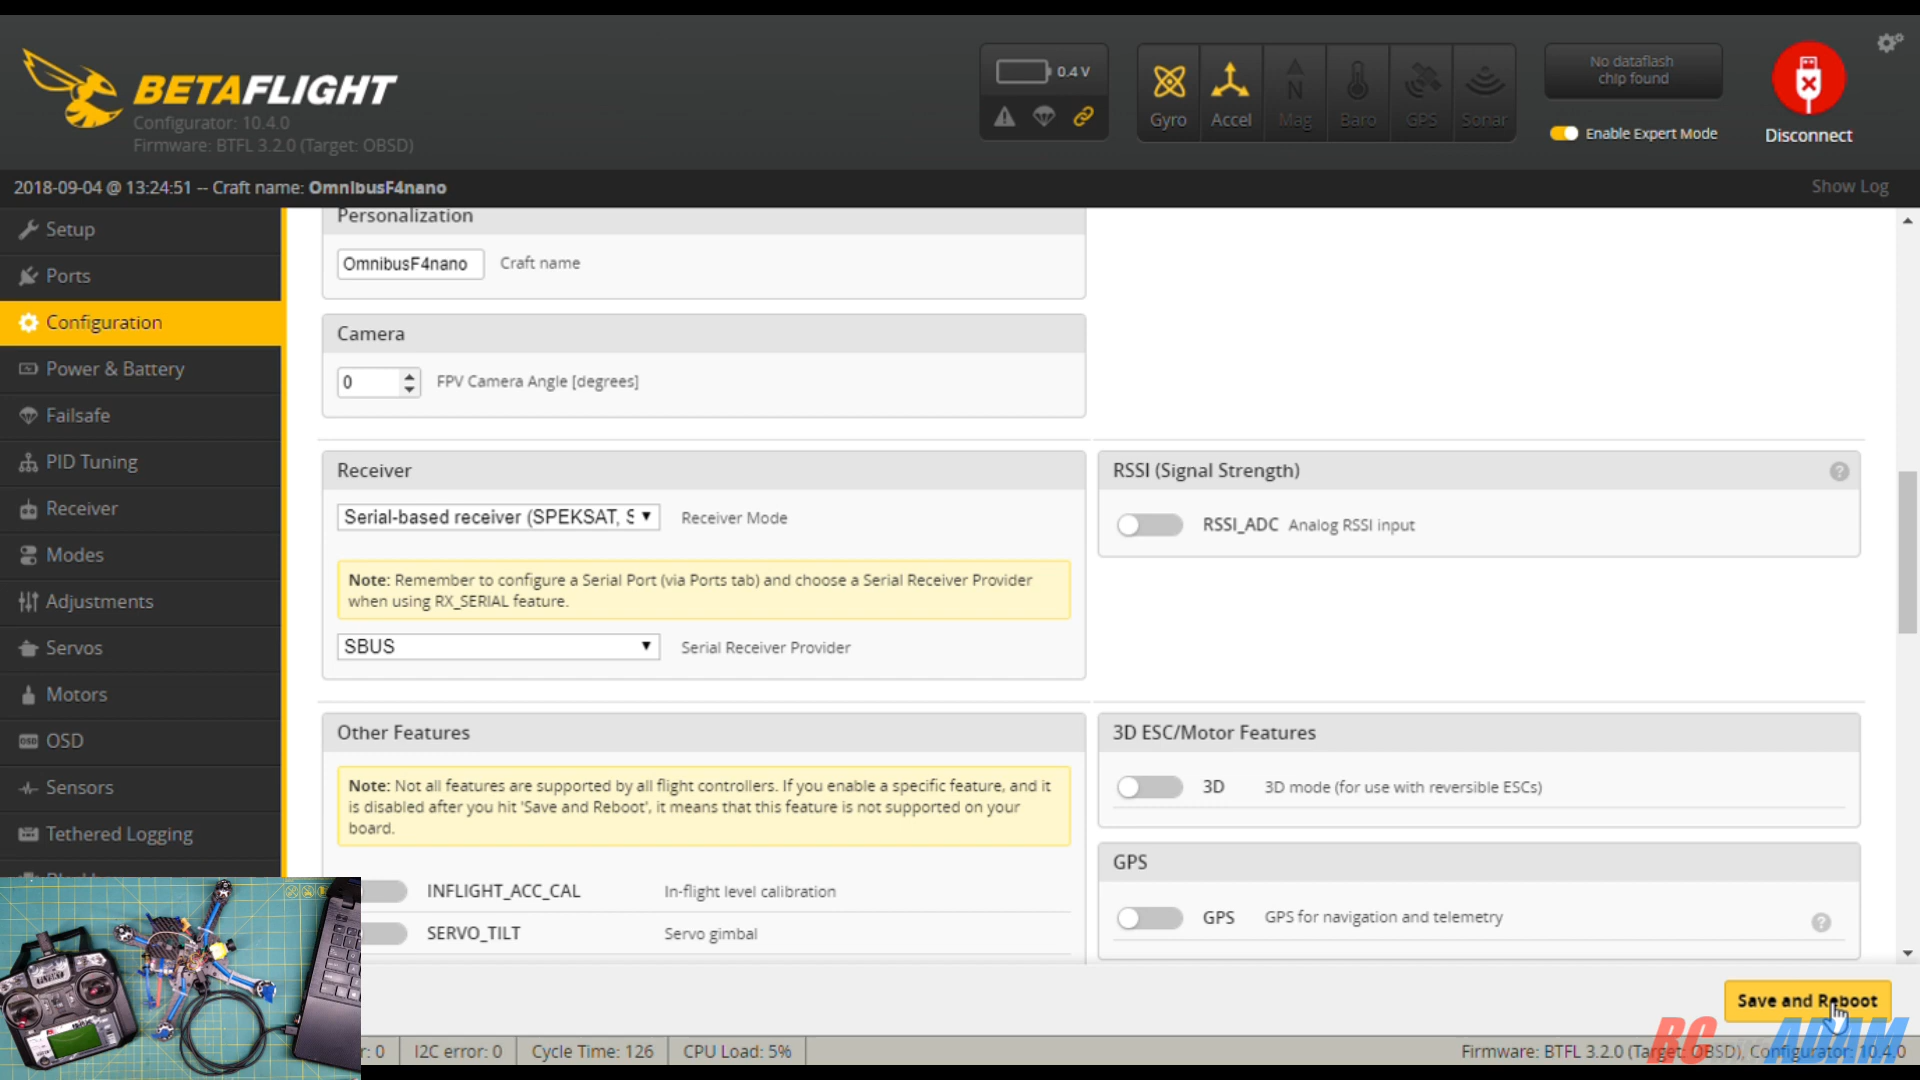 BETAFLIGHT
Configurator: 10.4.0
Firmware: BTFL 3.2.0 (Target: OBSD)
0.4 V
Gyro
Accel
Mag
Baro
GPS
Sonar
No dataflash
chip found
Enable Expert Mode
Disconnect
2018-09-04 @ 13:24:51 -- Craft name: OmnibusF4nano
Show Log
Setup
Ports
Configuration
Power & Battery
Failsafe
PID Tuning
Receiver
Modes
Adjustments
Servos
Motors
OSD
Sensors
Tethered Logging
Personalization
OmnibusF4nano
Craft name
Camera
0
FPV Camera Angle [degrees]
Receiver
Serial-based receiver (SPEKSAT, S
Receiver Mode
Note: Remember to configure a Serial Port (via Ports tab) and choose a Serial Receiver Provider
when using RX_SERIAL feature.
SBUS
Serial Receiver Provider
RSSI (Signal Strength)
RSSI_ADC Analog RSSI input
Other Features
Note: Not all features are supported by all flight controllers. If you enable a specific feature, and it
is disabled after you hit 'Save and Reboot', it means that this feature is not supported on your
board.
INFLIGHT_ACC_CAL
In-flight level calibration
SERVO_TILT
Servo gimbal
3D ESC/Motor Features
3D
3D mode (for use with reversible ESCs)
GPS
GPS
GPS for navigation and telemetry
Save and Reboot
r: 0
I2C error: 0
Cycle Time: 126
CPU Load: 5%
Firmware: BTFL 3.2.0 (Target: OBSD), Configurator: 10.4.0
RC ADAM